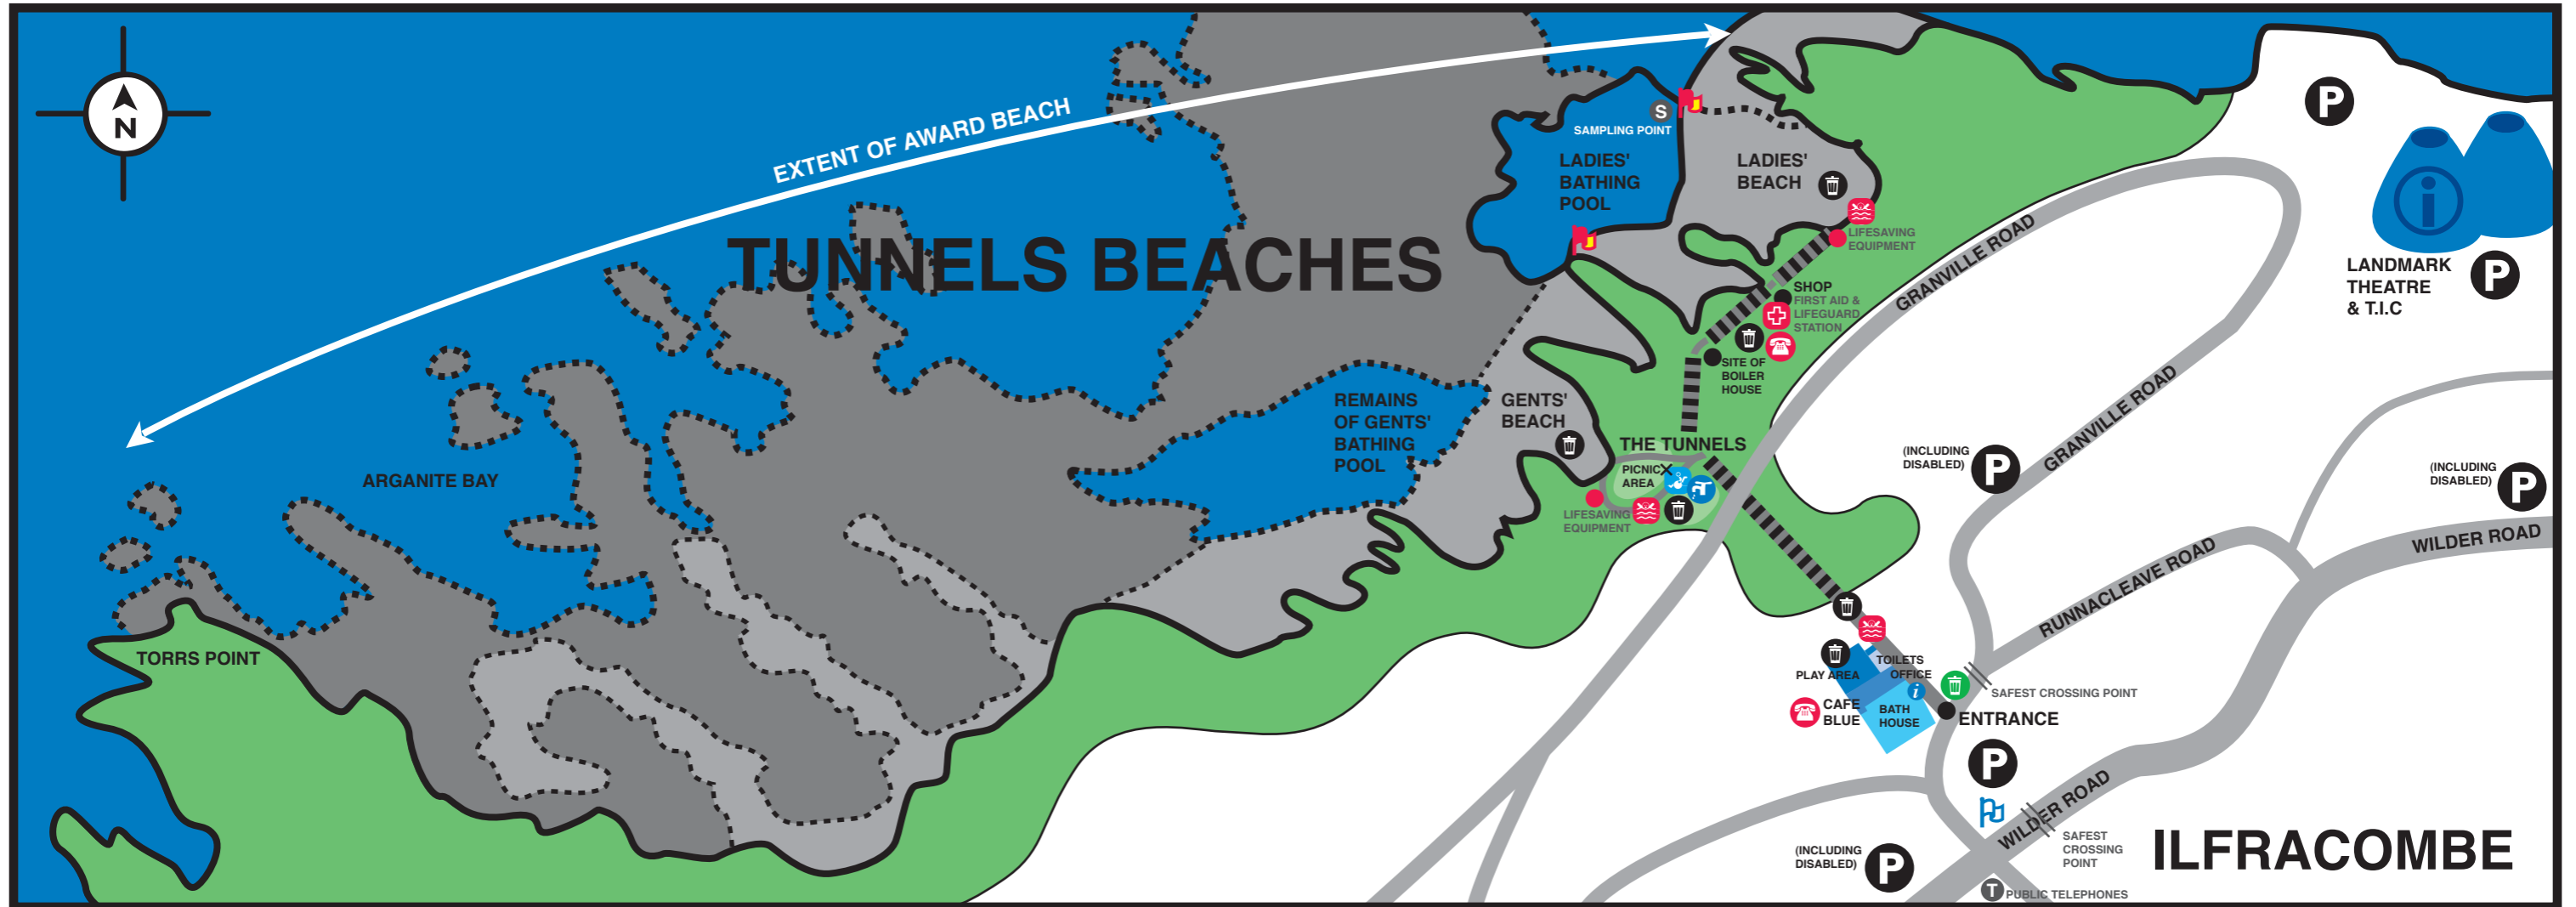 N
EXTENT OF AWARD BEACH
TUNNELS BEACHES
S
SAMPLING POINT
LADIES'
BATHING
POOL
LADIES'
BEACH
LIFESAVING
EQUIPMENT
SHOP
FIRST AID &
LIFEGUARD
STATION
SITE OF
BOILER
HOUSE
GRANVILLE ROAD
P
LANDMARK
THEATRE
& T.I.C
i
P
REMAINS
OF GENTS'
BATHING
POOL
GENTS'
BEACH
THE TUNNELS
PICNIC
AREA
LIFESAVING
EQUIPMENT
ARGANITE BAY
TORRS POINT
(INCLUDING
DISABLED)
P
GRANVILLE ROAD
(INCLUDING
DISABLED)
P
WILDER ROAD
RUNNACLEAVE ROAD
TOILETS
OFFICE
i
PLAY AREA
CAFE
BLUE
BATH
HOUSE
SAFEST CROSSING POINT
ENTRANCE
P
WILDER ROAD
SAFEST
CROSSING
POINT
(INCLUDING
DISABLED)
P
T
PUBLIC TELEPHONES
ILFRACOMBE